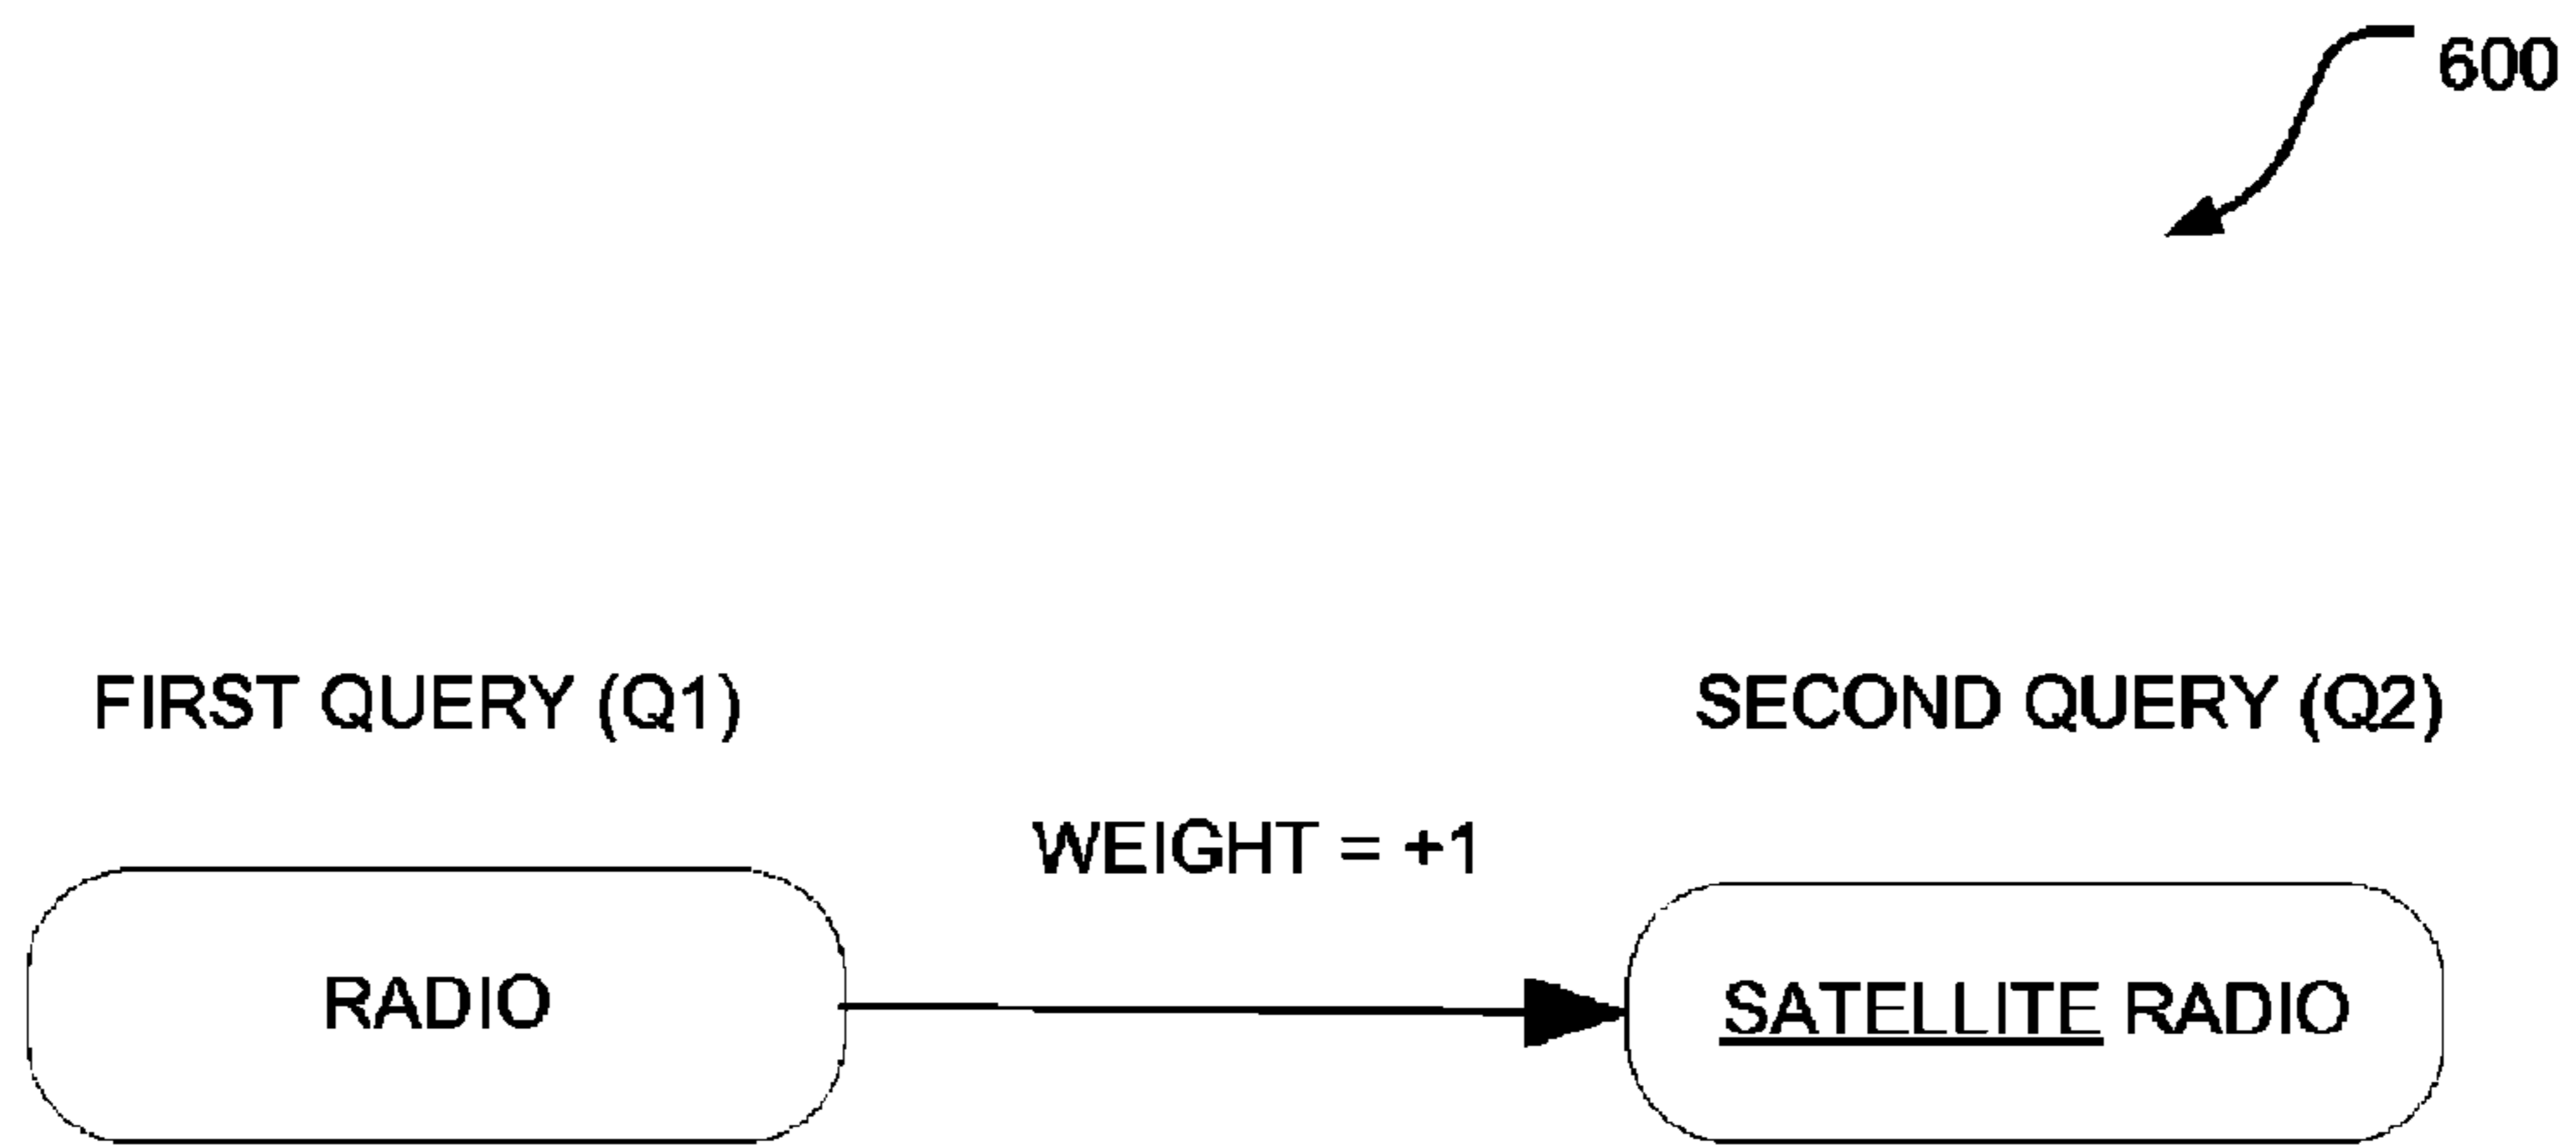 600
FIRST QUERY (Q1)
SECOND QUERY (Q2)
WEIGHT = +1
RADIO
SATELLITE RADIO